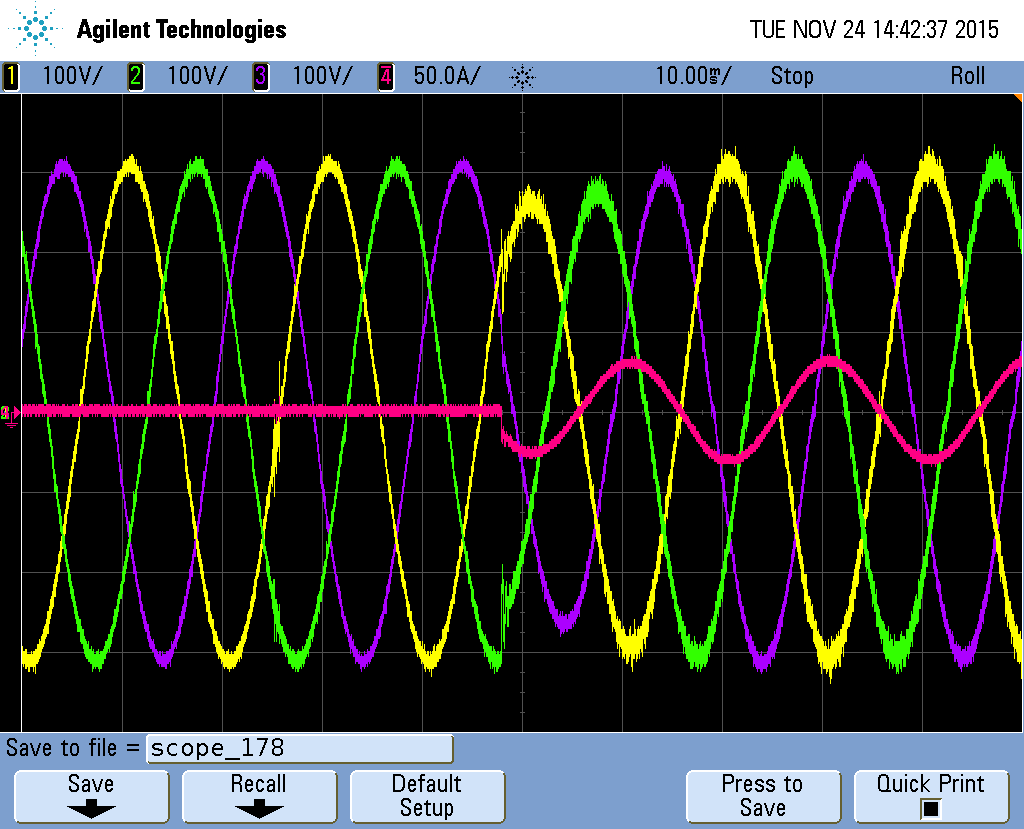 Agilent Technologies
TUE NOV 24 14:42:37 2015
1 100V/ 2 100V/ 3 100V/ 4 50.0A/ 10.00ms/ Stop Roll
Save to file = scope_178
Save Recall Default Setup Press to Save Quick Print